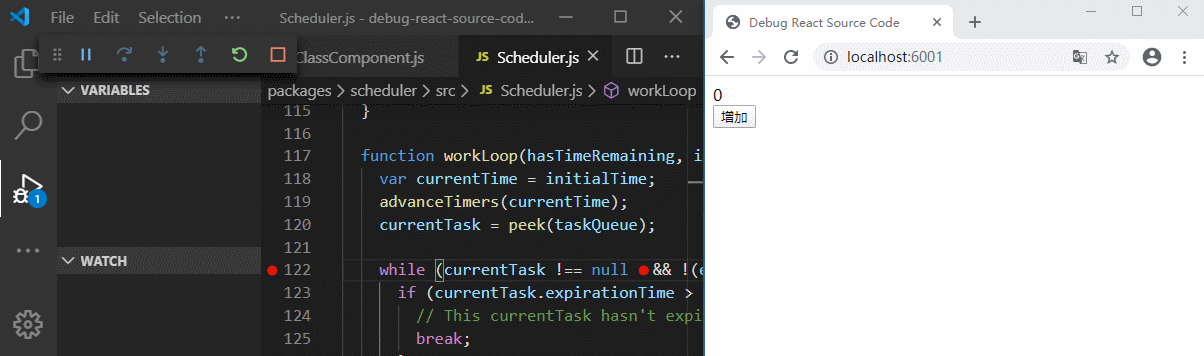 File Edit Selection ··· Scheduler.js - debug-react-source-cod...
ClassComponent.js JS Scheduler.js
VARIABLES
packages > scheduler > src > JS Scheduler.js > workLoop
115 }
116
117 function workLoop(hasTimeRemaining, i
118 var currentTime = initialTime;
119 advanceTimers(currentTime);
120 currentTask = peek(taskQueue);
121
122 while (currentTask !== null && !(e
123 if (currentTask.expirationTime >
124 // This currentTask hasn't expi
125 break;
1
WATCH
Debug React Source Code
localhost:6001
0
增加